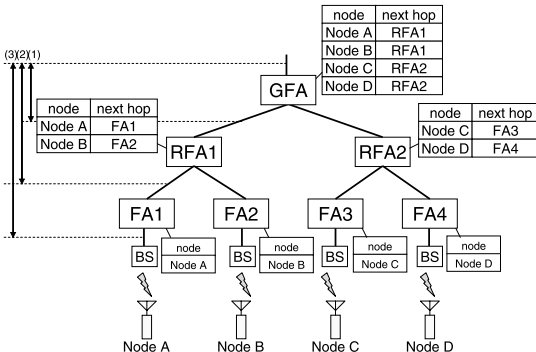 node next hop
Node A RFA1
Node B RFA1
Node C RFA2
Node D RFA2
(3)(2)(1)
GFA
node next hop
Node A FA1
Node B FA2
node next hop
Node C FA3
Node D FA4
RFA1 RFA2
FA1 FA2 FA3 FA4
BS node BS node BS node BS node
Node A Node B Node C Node D
Node A Node B Node C Node D